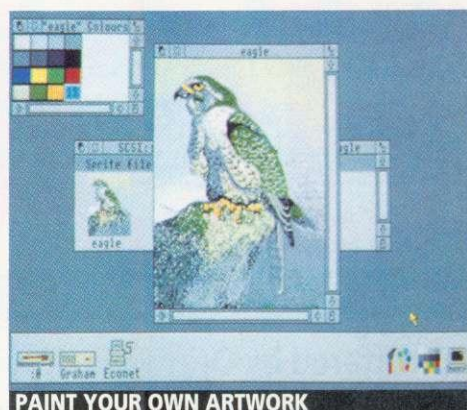 "eagle" Colours
eagle
Sprite file
eagle
:0 Graham Econet
PAINT YOUR OWN ARTWORK